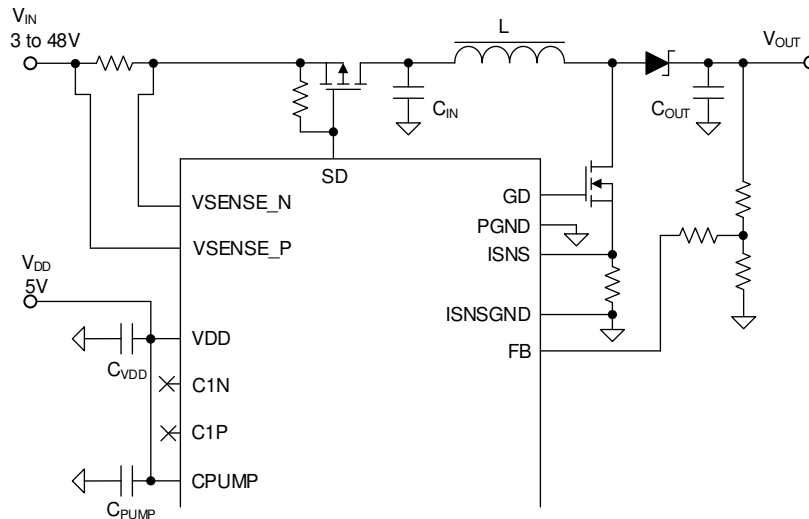 VIN
3 to 48V
L
VOUT
CIN
COUT
SD
GD
VSENSE_N
PGND
VSENSE_P
ISNS
VDD
5V
ISNSGND
VDD
FB
CVDD
C1N
C1P
CPUMP
CPUMP